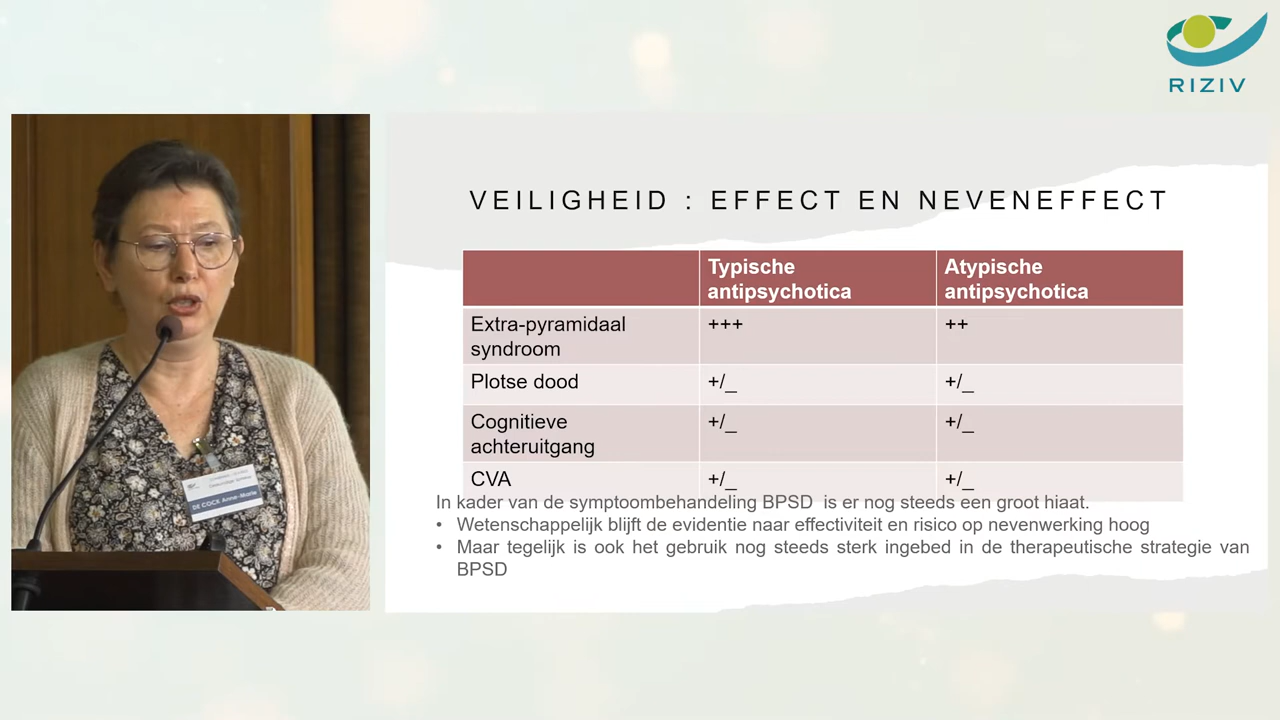 RIZIV
VEILIGHEID : EFFECT EN NEVENEFFECT
Typische
antipsychotica
Atypische
antipsychotica
Extra-pyramidaal
syndroom
+++
++
Plotse dood
+/_
+/_
Cognitieve
achteruitgang
+/_
+/_
CVA
+/_
+/_
In kader van de symptoombehandeling BPSD is er nog steeds een groot hiaat.
• Wetenschappelijk blijft de evidentie naar effectiviteit en risico op nevenwerking hoog
• Maar tegelijk is ook het gebruik nog steeds sterk ingebed in de therapeutische strategie van
BPSD
DE COCK Anne-Marie